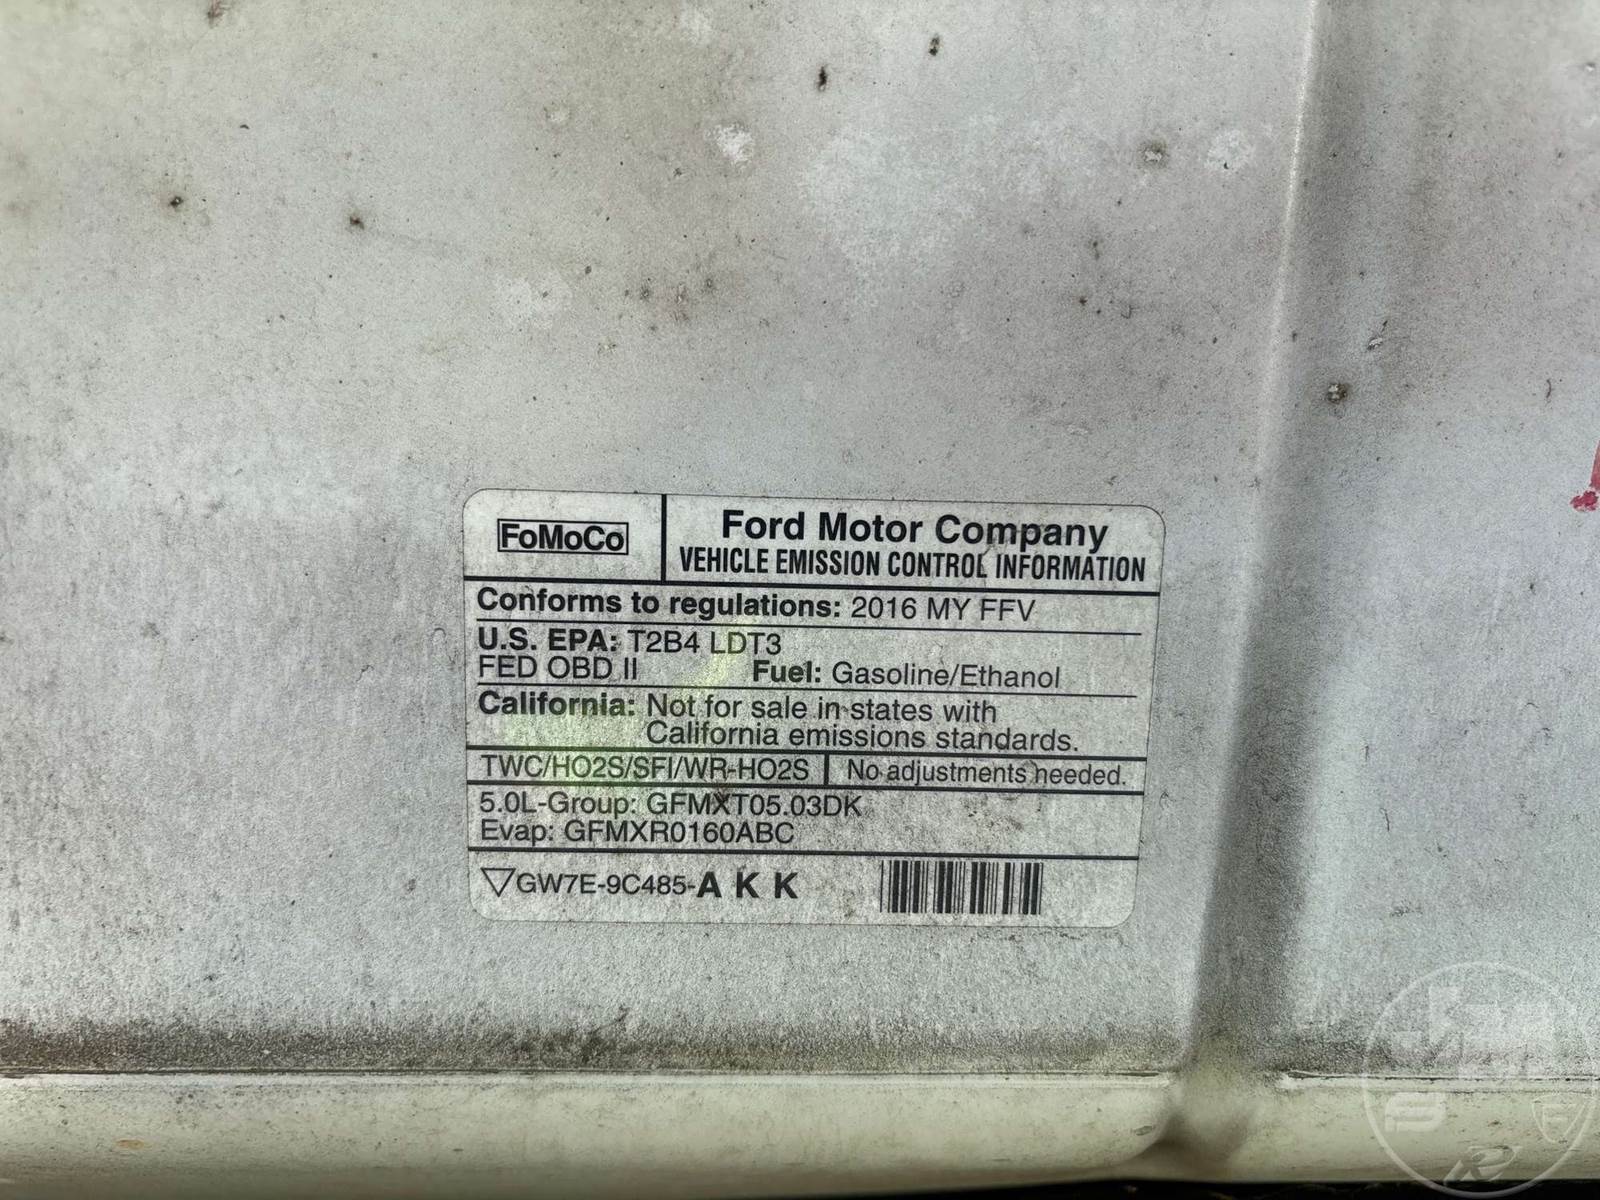 FoMoCo
Ford Motor Company
VEHICLE EMISSION CONTROL INFORMATION
Conforms to regulations: 2016 MY FFV
U.S. EPA: T2B4 LDT3
FED OBD II Fuel: Gasoline/Ethanol
California: Not for sale in states with
California emissions standards.
TWC/HO2S/SFI/WR-HO2S No adjustments needed.
5.0L-Group: GFMXT05.03DK
Evap: GFMXR0160ABC
GW7E-9C485-A K K